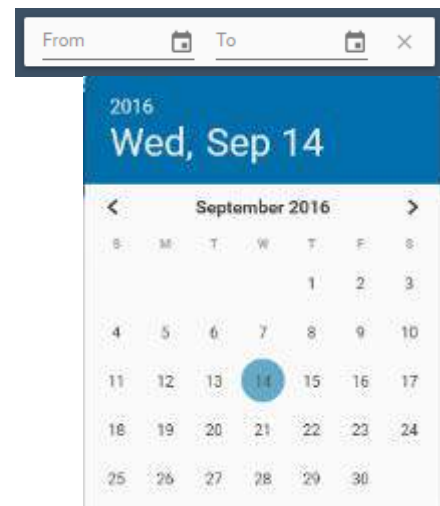 From To
2016
Wed, Sep 14
September 2016
S M T W T F S
1 2 3
4 5 6 7 8 9 10
11 12 13 14 15 16 17
18 19 20 21 22 23 24
25 26 27 28 29 30